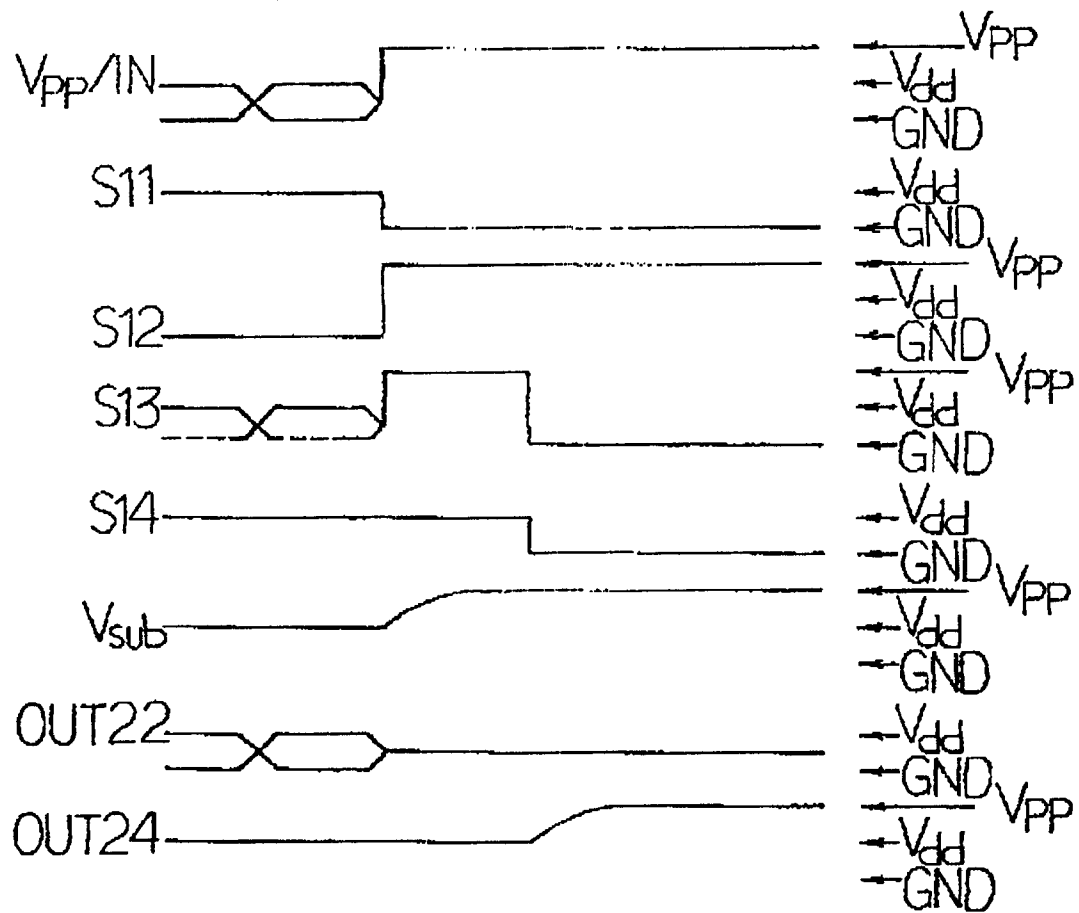 VPP
VPP/IN
Vdd
GND
S11
Vdd
GND
VPP
Vdd
S12
GND
VPP
S13
Vdd
GND
S14
Vdd
GND
VPP
Vsub
Vdd
GND
OUT22
Vdd
GND
VPP
OUT24
Vdd
GND